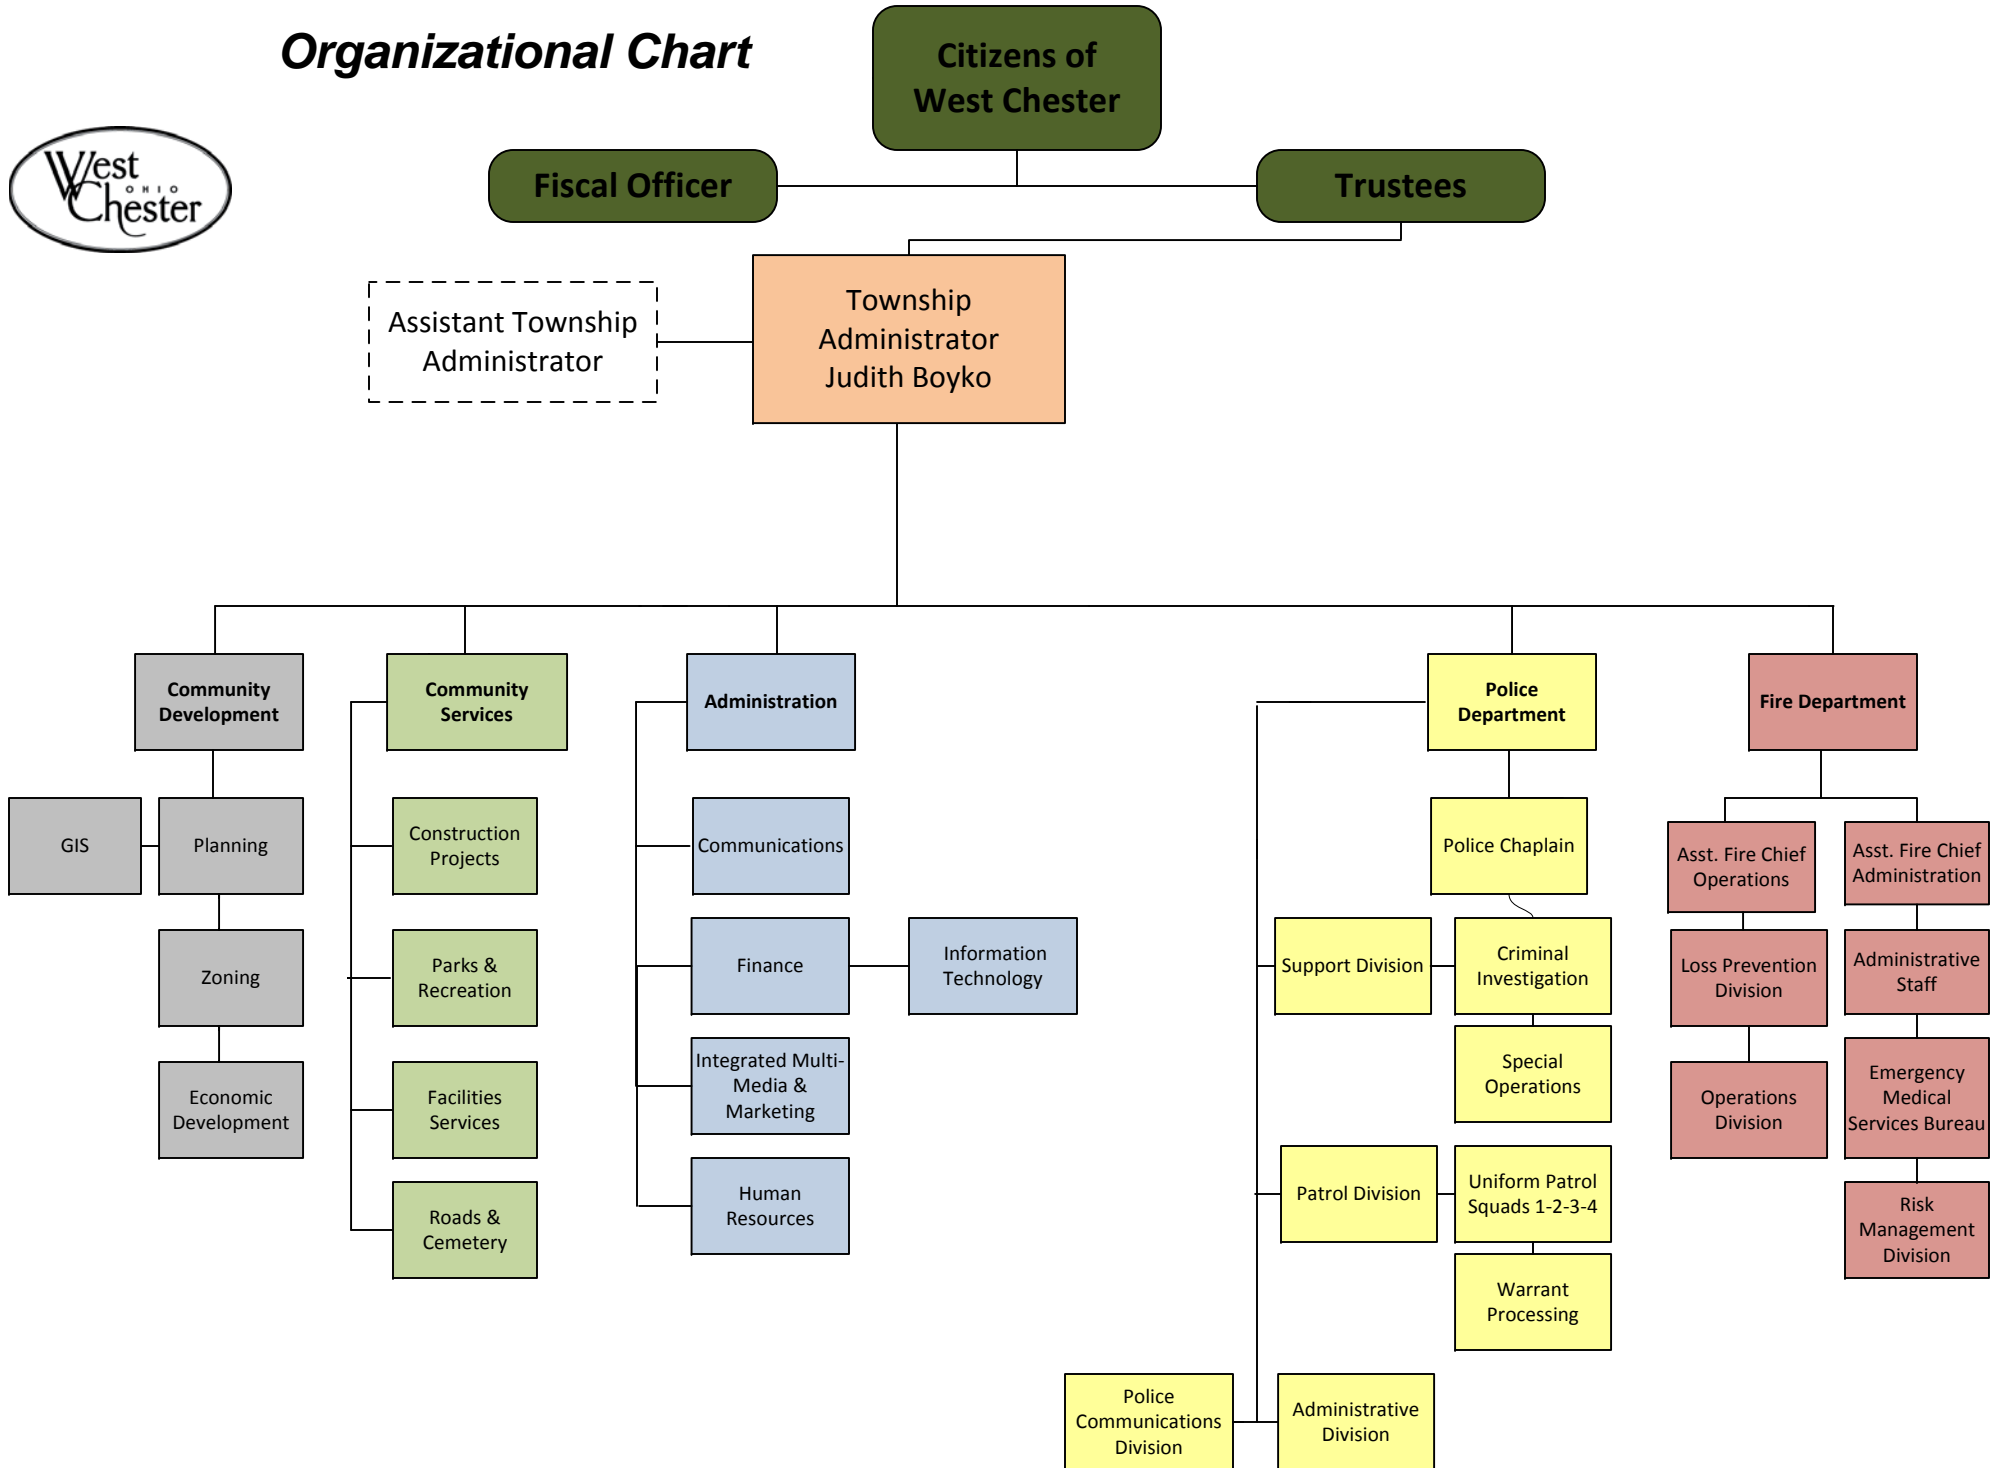 Organizational Chart
Citizens of
West Chester
West
OHIO
Chester
Fiscal Officer
Trustees
Assistant Township
Administrator
Township
Administrator
Judith Boyko
Community
Development
Community
Services
Administration
Police
Department
Fire Department
GIS
Planning
Zoning
Economic
Development
Construction
Projects
Parks &
Recreation
Facilities
Services
Roads &
Cemetery
Communications
Finance
Information
Technology
Integrated Multi-
Media &
Marketing
Human
Resources
Police Chaplain
Support Division
Criminal
Investigation
Special
Operations
Patrol Division
Uniform Patrol
Squads 1-2-3-4
Warrant
Processing
Police
Communications
Division
Administrative
Division
Asst. Fire Chief
Operations
Loss Prevention
Division
Operations
Division
Asst. Fire Chief
Administration
Administrative
Staff
Emergency
Medical
Services Bureau
Risk
Management
Division